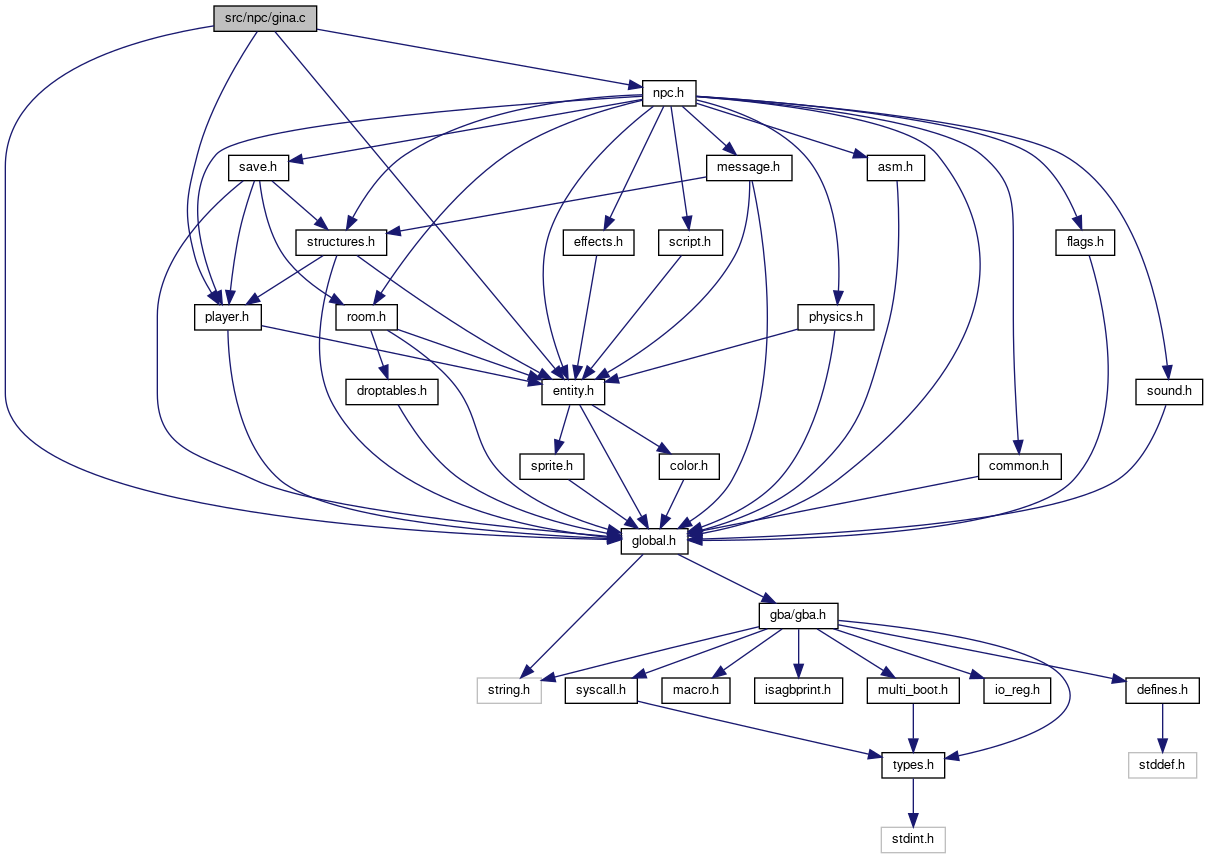 src/npc/gina.c
npc.h
save.h
message.h
asm.h
structures.h
effects.h
script.h
flags.h
player.h
room.h
physics.h
droptables.h
entity.h
sound.h
sprite.h
color.h
common.h
global.h
gba/gba.h
string.h
syscall.h
macro.h
isagbprint.h
multi_boot.h
io_reg.h
defines.h
types.h
stddef.h
stdint.h